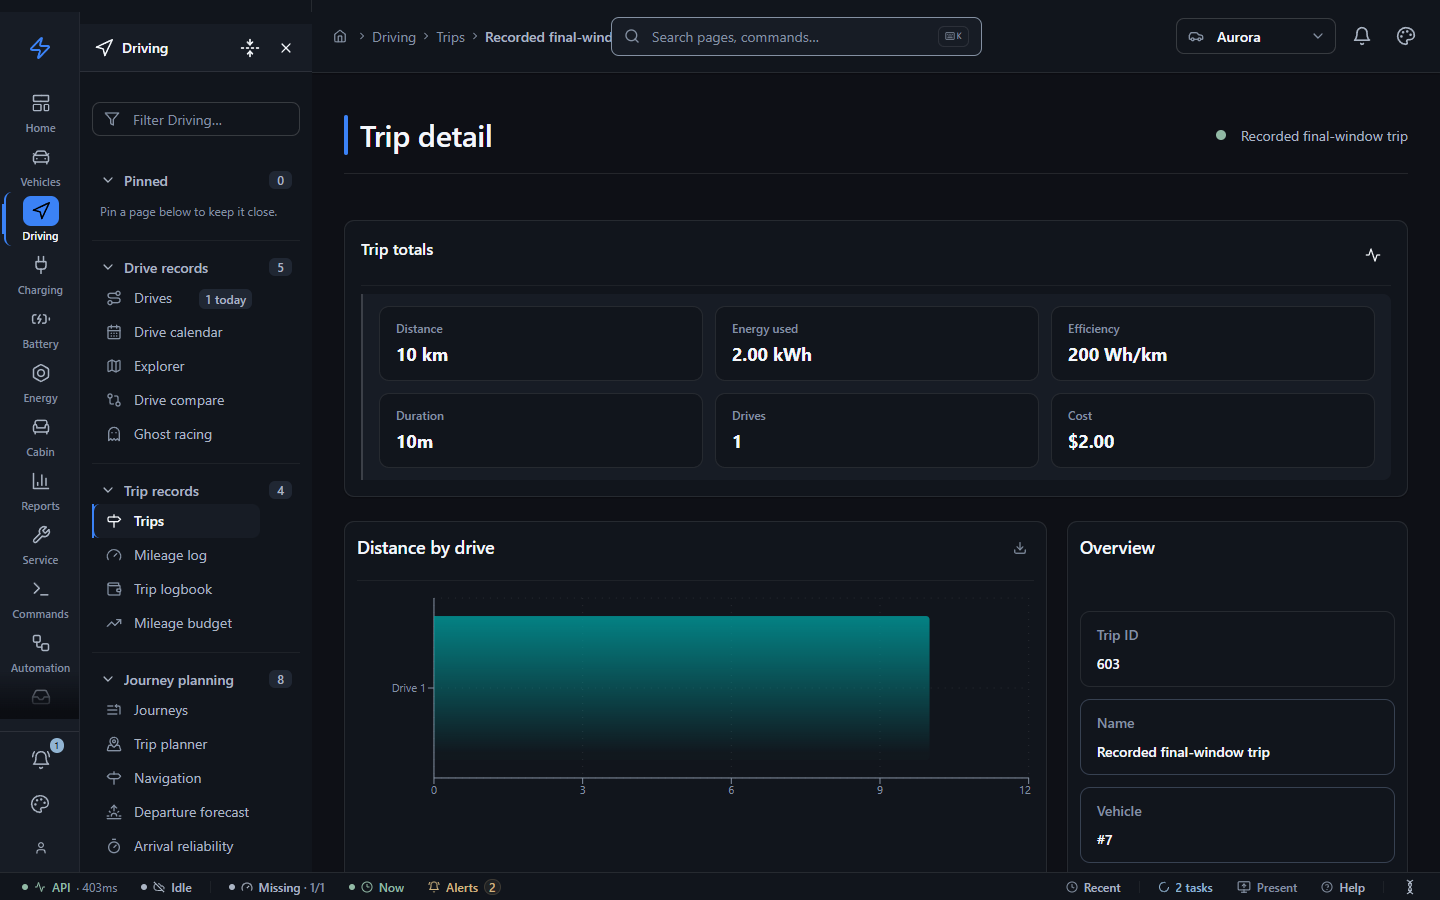 Home
Vehicles
Driving
Charging
Battery
Energy
Cabin
Reports
Service
Commands
Automation
1
Driving
Filter Driving...
Pinned 0
Pin a page below to keep it close.
Drive records 5
Drives 1 today
Drive calendar
Explorer
Drive compare
Ghost racing
Trip records 4
Trips
Mileage log
Trip logbook
Mileage budget
Journey planning 8
Journeys
Trip planner
Navigation
Departure forecast
Arrival reliability
Driving > Trips > Recorded final-wind
Search pages, commands... K
Aurora
Trip detail
Recorded final-window trip
Trip totals
Distance
10 km
Energy used
2.00 kWh
Efficiency
200 Wh/km
Duration
10m
Drives
1
Cost
$2.00
Distance by drive
Drive 1
0 3 6 9 12
Overview
Trip ID
603
Name
Recorded final-window trip
Vehicle
#7
API · 403ms Idle Missing · 1/1 Now Alerts 2 Recent 2 tasks Present Help